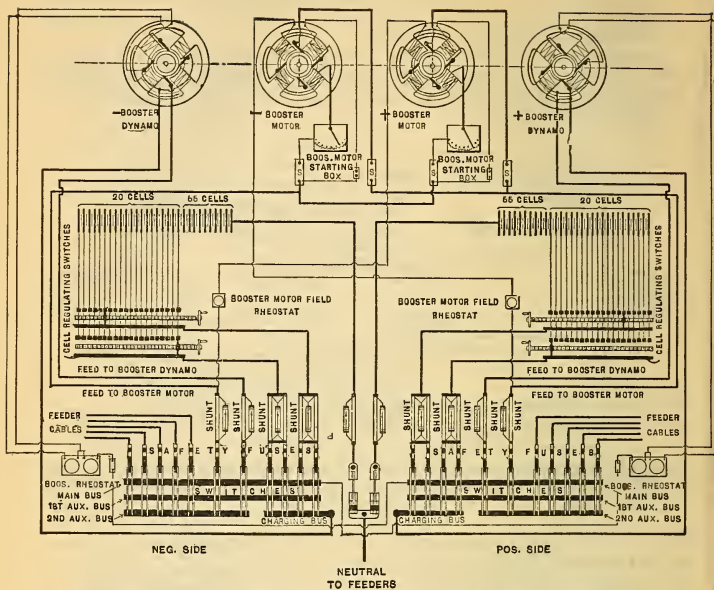 — BOOSTER
DYNAMO
— BOOSTER
MOTOR
+ BOOSTER
MOTOR
+ BOOSTER
DYNAMO
BOOS. MOTOR
STARTING
BOX
BOOS. MOTOR
STARTING
BOX
S
S
S
S
20 CELLS
55 CELLS
55 CELLS
20 CELLS
CELL REGULATING SWITCHES
CELL REGULATING SWITCHES
BOOSTER MOTOR FIELD
RHEOSTAT
BOOSTER MOTOR FIELD
RHEOSTAT
FEED TO BOOSTER DYNAMO
FEED TO BOOSTER MOTOR
FEED TO BOOSTER DYNAMO
FEED TO BOOSTER MOTOR
FEEDER
CABLES
SHUNT
SHUNT
SHUNT
SHUNT
P
SHUNT
SHUNT
SHUNT
SHUNT
FEEDER
CABLES
SAFETY FUSES
SAFETY FUSES
BOOS. RHEOSTAT
MAIN BUS
1ST AUX. BUS
2ND AUX. BUS
SWITCHES
CHARGING BUS
SWITCHES
CHARGING BUS
BOOS. RHEOSTAT
MAIN BUS
1ST AUX. BUS
2ND AUX. BUS
NEG. SIDE
POS. SIDE
NEUTRAL
TO FEEDERS